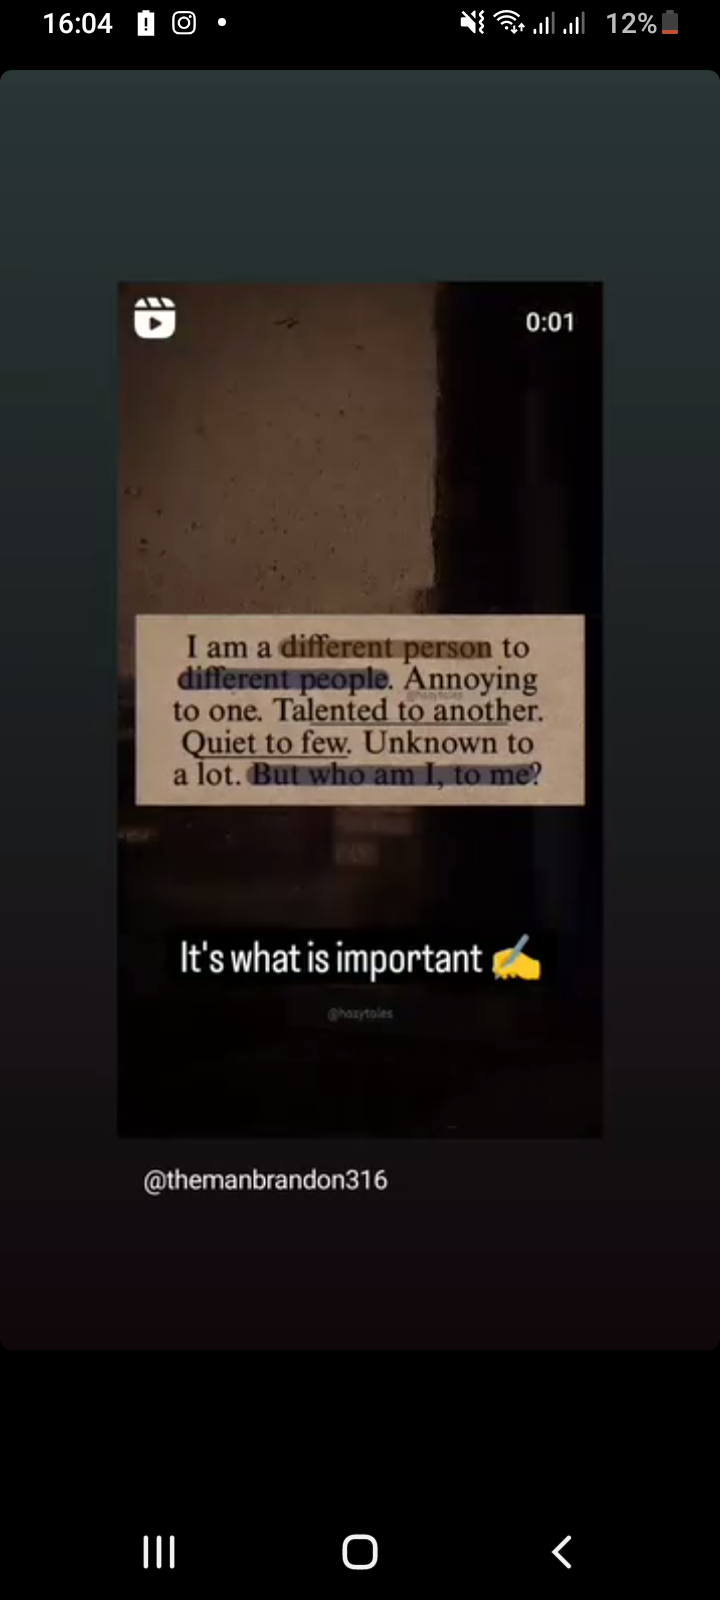 16:04
12%
0:01
I am a different person to
different people. Annoying
@hazytales
to one. Talented to another.
Quiet to few. Unknown to
a lot. But who am I, to me?
It's what is important ✍️
@hazytales
@themanbrandon316